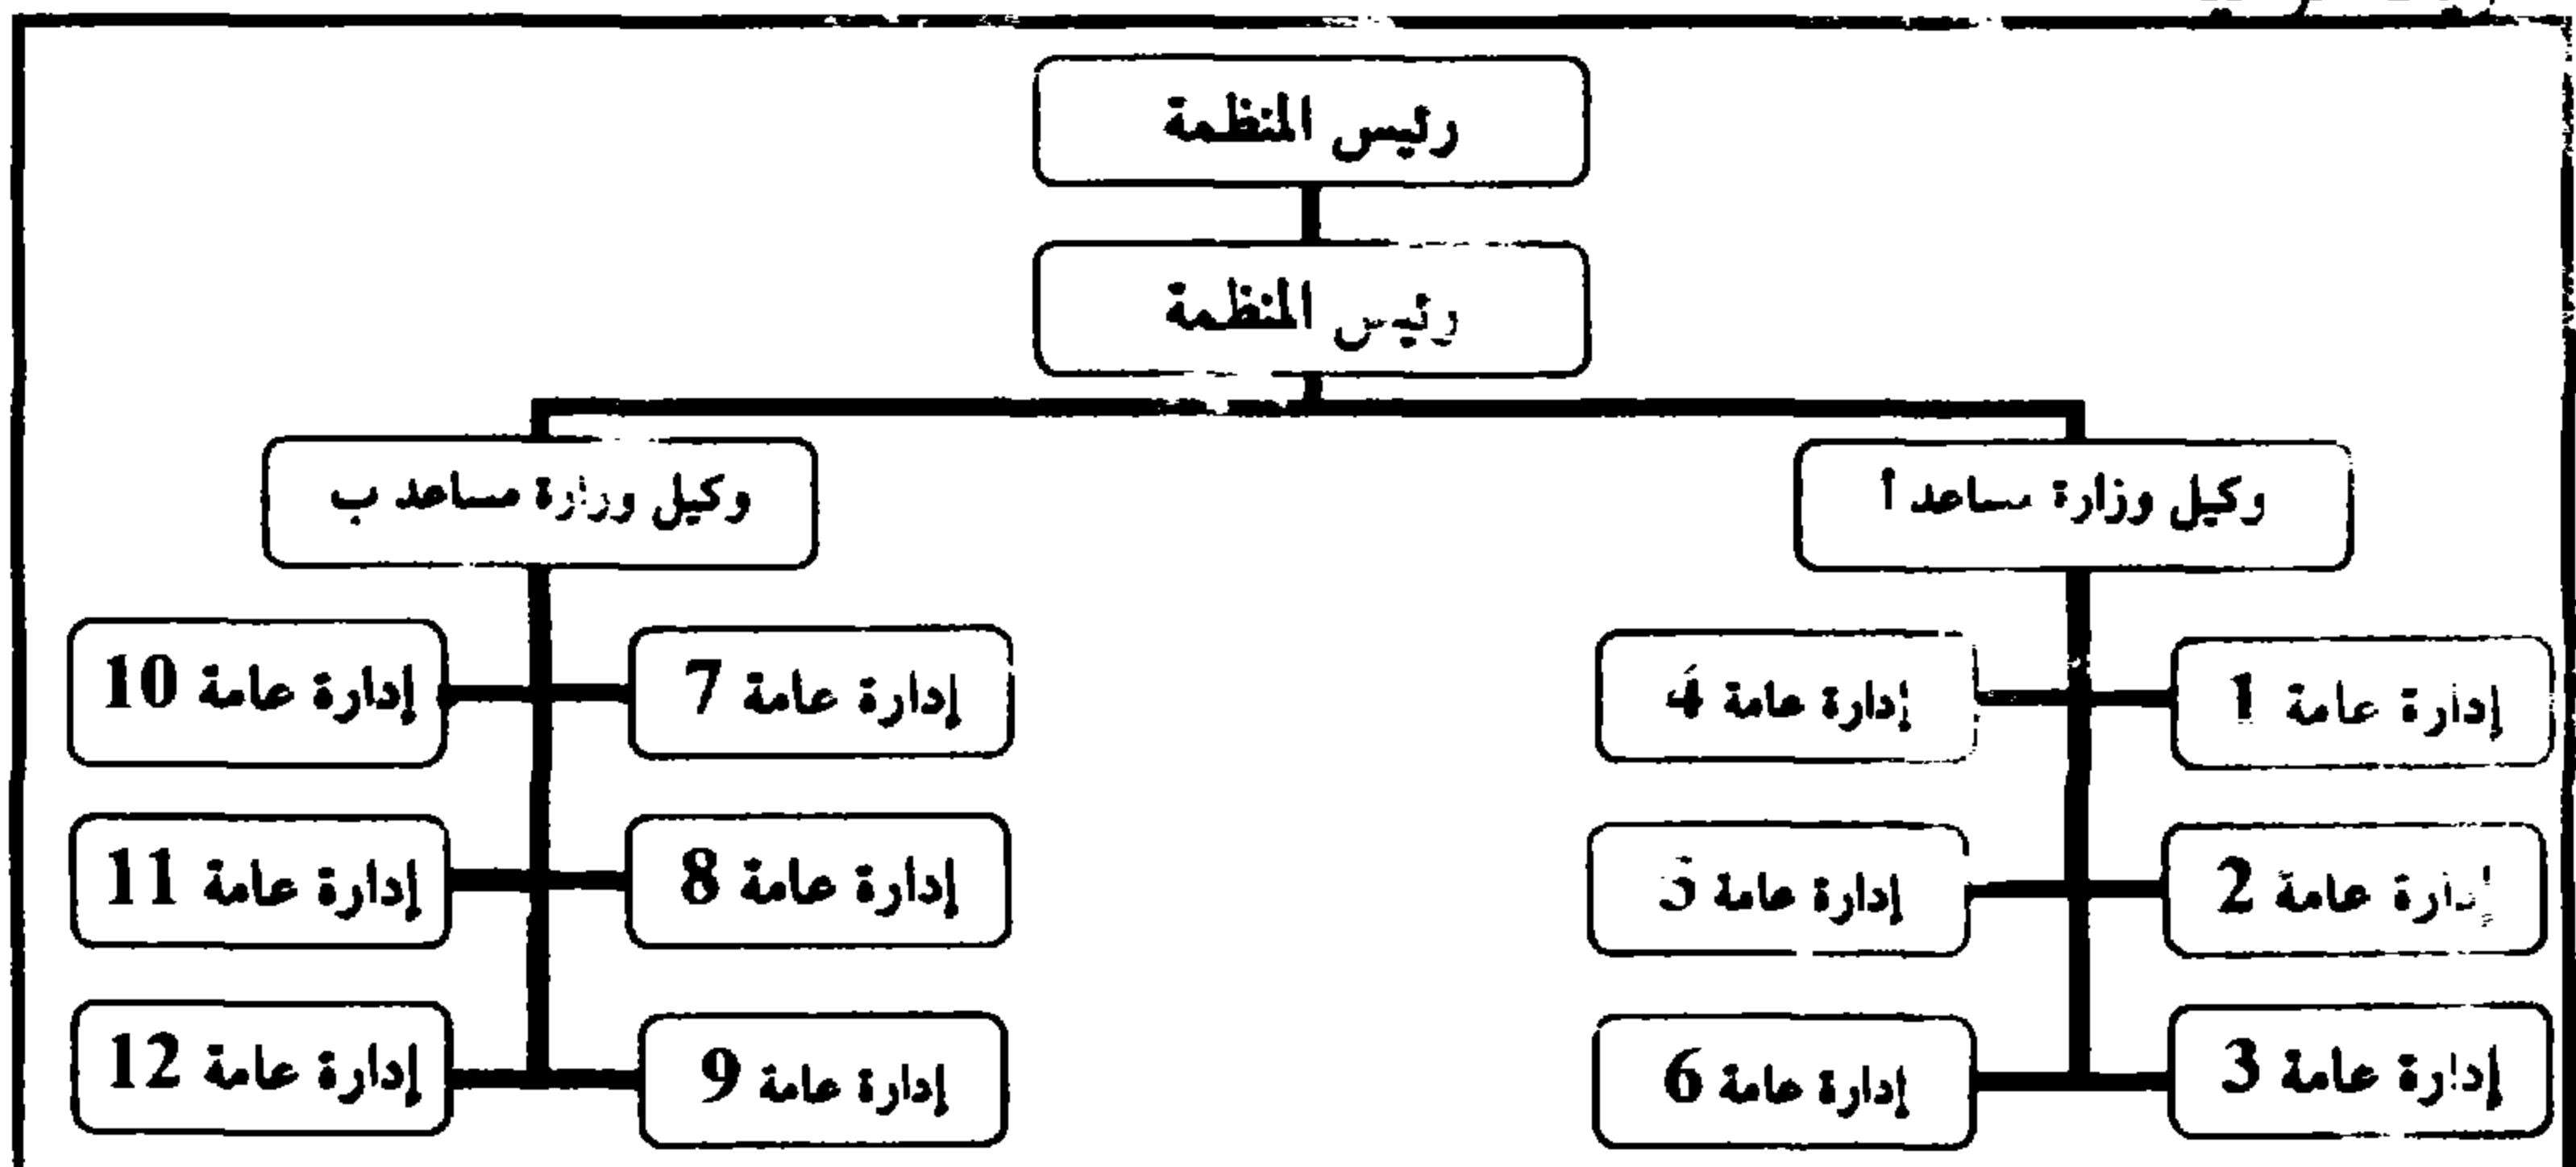 رئيس المنظمة
رئيس المنظمة
وكيل وزارة مساعد أ
وكيل وزارة مساعد ب
إدارة عامة 1
إدارة عامة 4
إدارة عامة 7
إدارة عامة 10
إدارة عامة 2
إدارة عامة 5
إدارة عامة 8
إدارة عامة 11
إدارة عامة 3
إدارة عامة 6
إدارة عامة 9
إدارة عامة 12